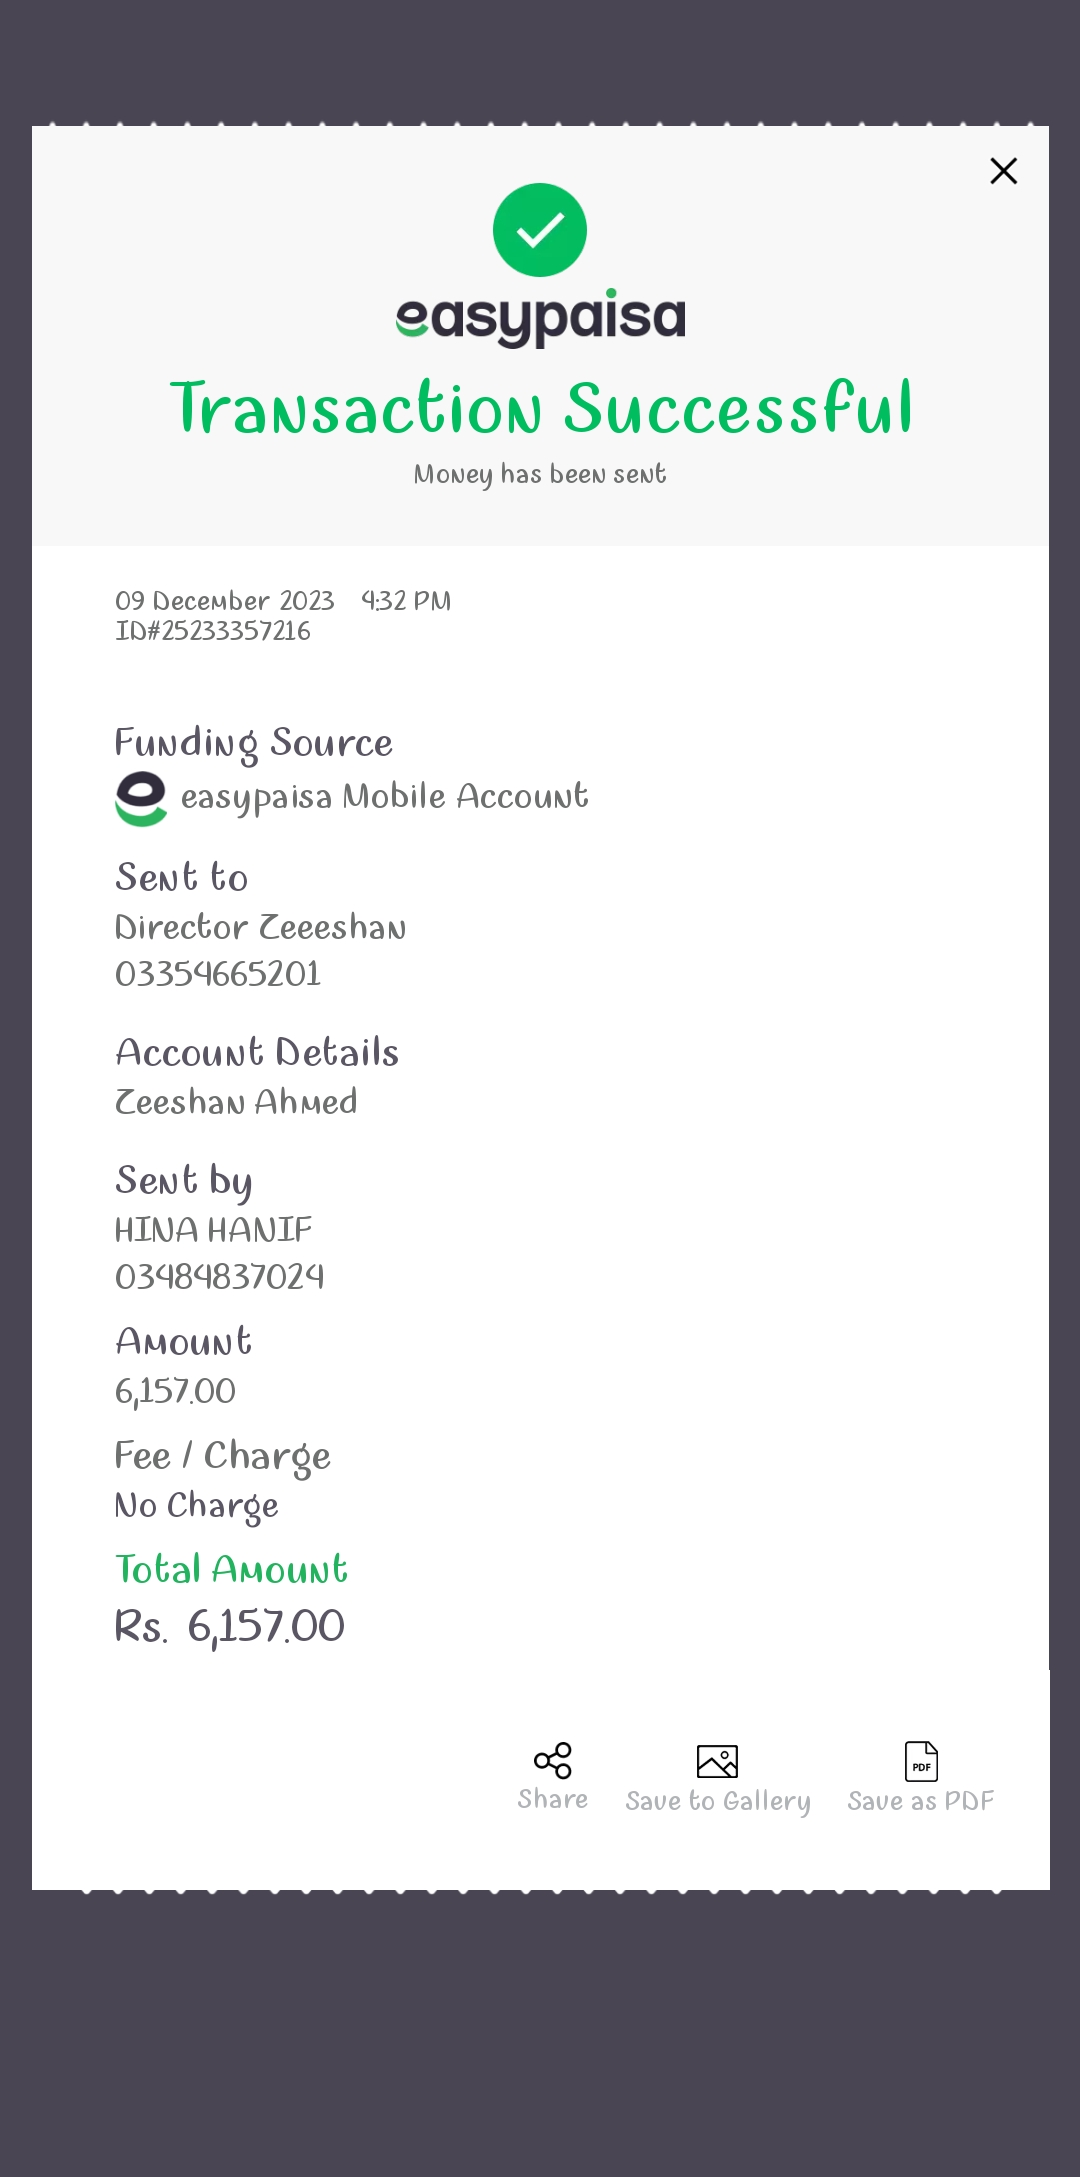 easypaisa
Transaction Successful
Money has been sent
09 December 2023 4:32 PM
ID#25233357216
Funding Source
easypaisa Mobile Account
Sent to
Director Zeeeshan
03354665201
Account Details
Zeeshan Ahmed
Sent by
HINA HANIF
03484837024
Amount
6,157.00
Fee / Charge
No Charge
Total Amount
Rs. 6,157.00
PDF
Share Save to Gallery Save as PDF